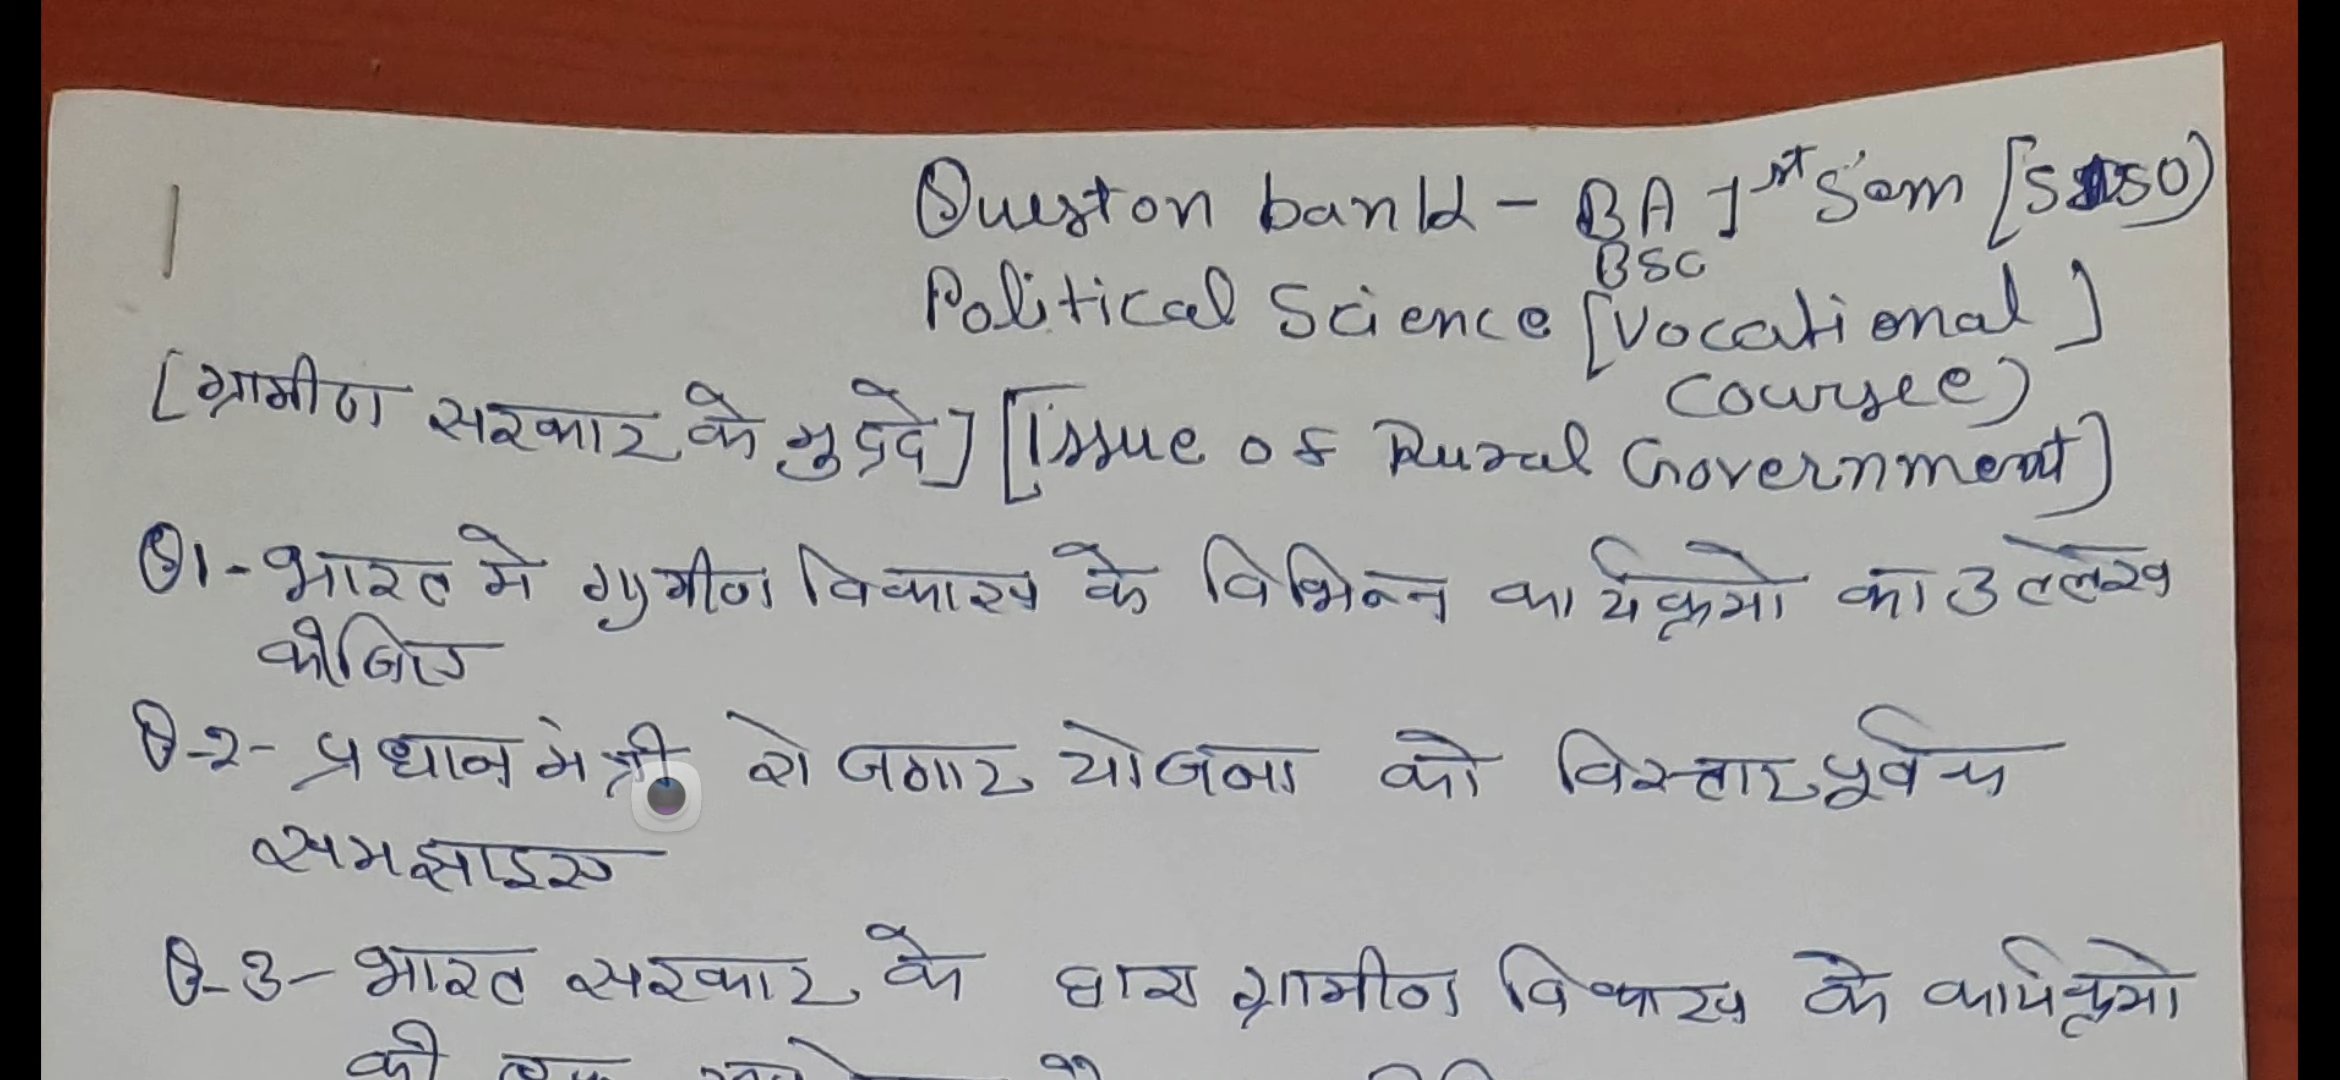 Queston bank - BA 1st Sem
BSC
Political Science [Vocational]
Coursee)
[ग्रामीण सरकार के मुद्दे] [Issue of Rural Government]
Q1- भारत मे ग्रामीण विकास के विभिन्न कार्यक्रमो का उल्लेख
कीजिए
Q-2- प्रधानमंत्री रोजगार योजना को विस्तारपूर्वक
समझाइए
Q-3- भारत सरकार के द्वारा ग्रामीण विकास के कार्यक्रमो
की